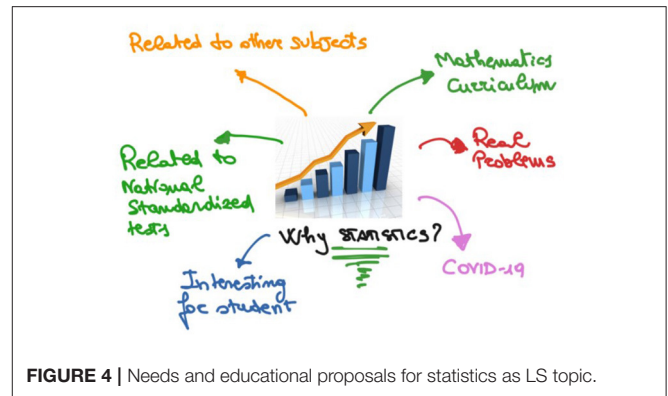 Related to other subjects
Mathematics
Curriculum
Related to
National
Standardized
tests
Real
Problems
Why STATISTICS?
COVID-19
Interesting
for student
FIGURE 4 | Needs and educational proposals for statistics as LS topic.